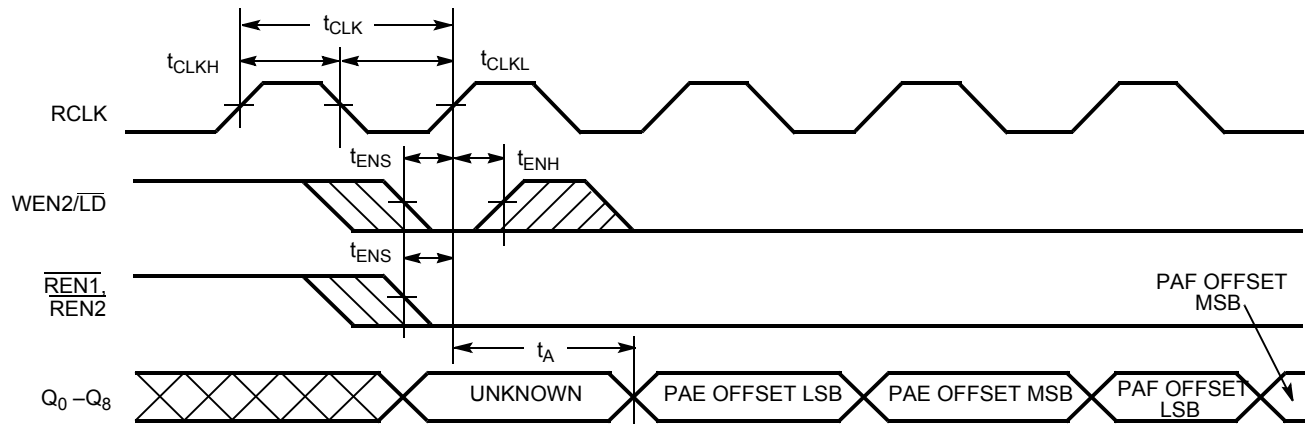 tCLK
tCLKH
tCLKL
RCLK
tENS
tENH
WEN2/LD
tENS
REN1,
REN2
PAF OFFSET
MSB
tA
Q0 –Q8
UNKNOWN
PAE OFFSET LSB
PAE OFFSET MSB
PAF OFFSET
LSB